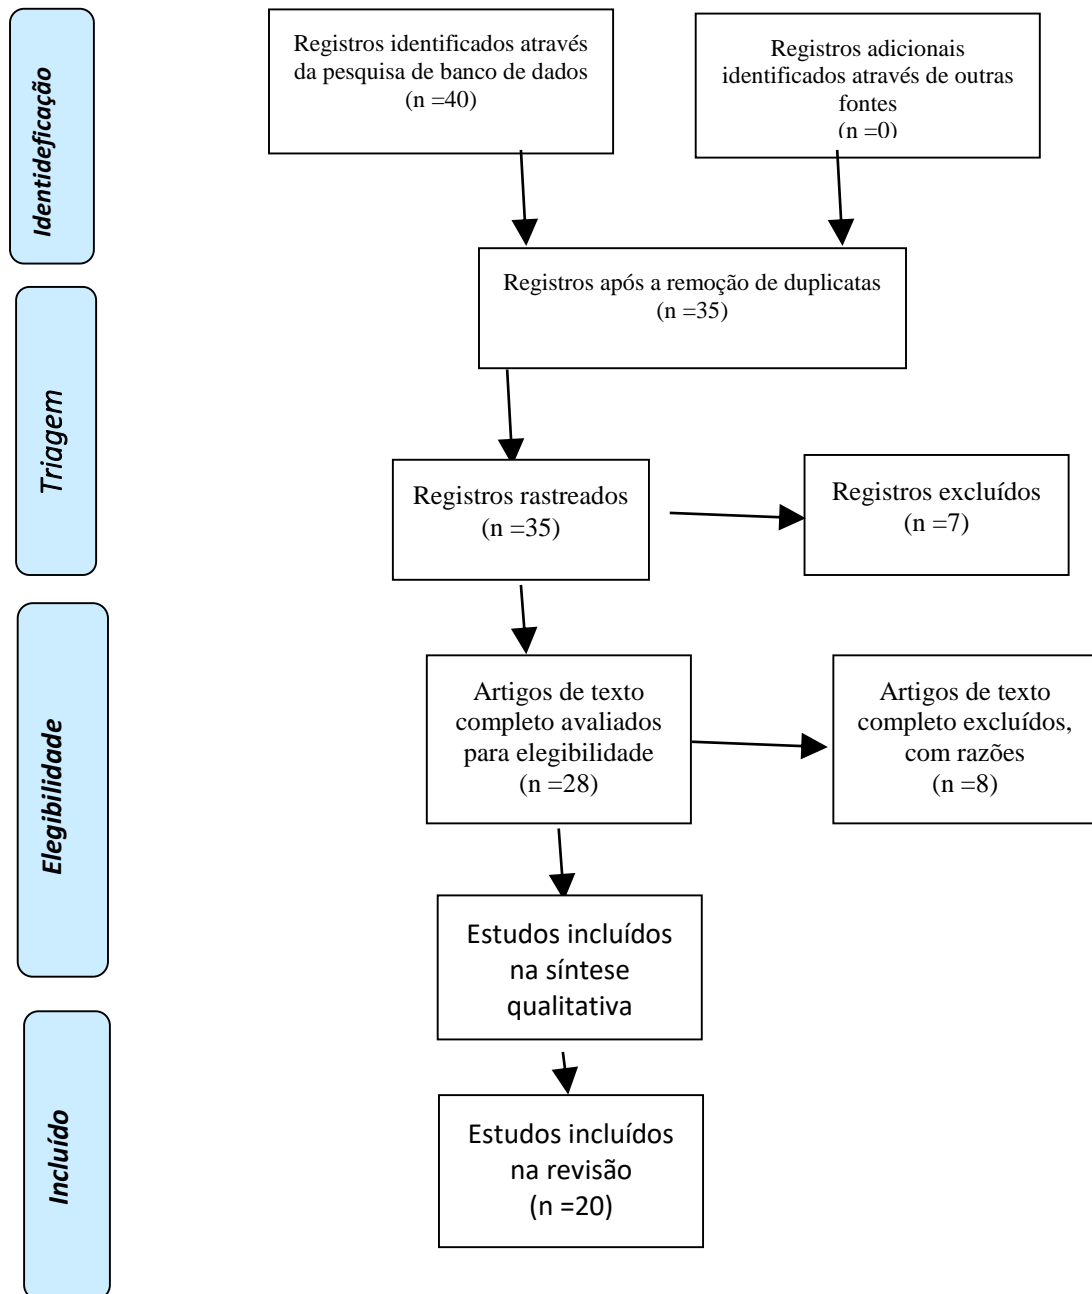 Identideficação
Registros identificados através
da pesquisa de banco de dados
(n =40)
Registros adicionais
identificados através de outras
fontes
(n =0)
Registros após a remoção de duplicatas
(n =35)
Triagem
Registros rastreados
(n =35)
Registros excluídos
(n =7)
Elegibilidade
Artigos de texto
completo avaliados
para elegibilidade
(n =28)
Artigos de texto
completo excluídos,
com razões
(n =8)
Estudos incluídos
na síntese
qualitativa
Incluído
Estudos incluídos
na revisão
(n =20)